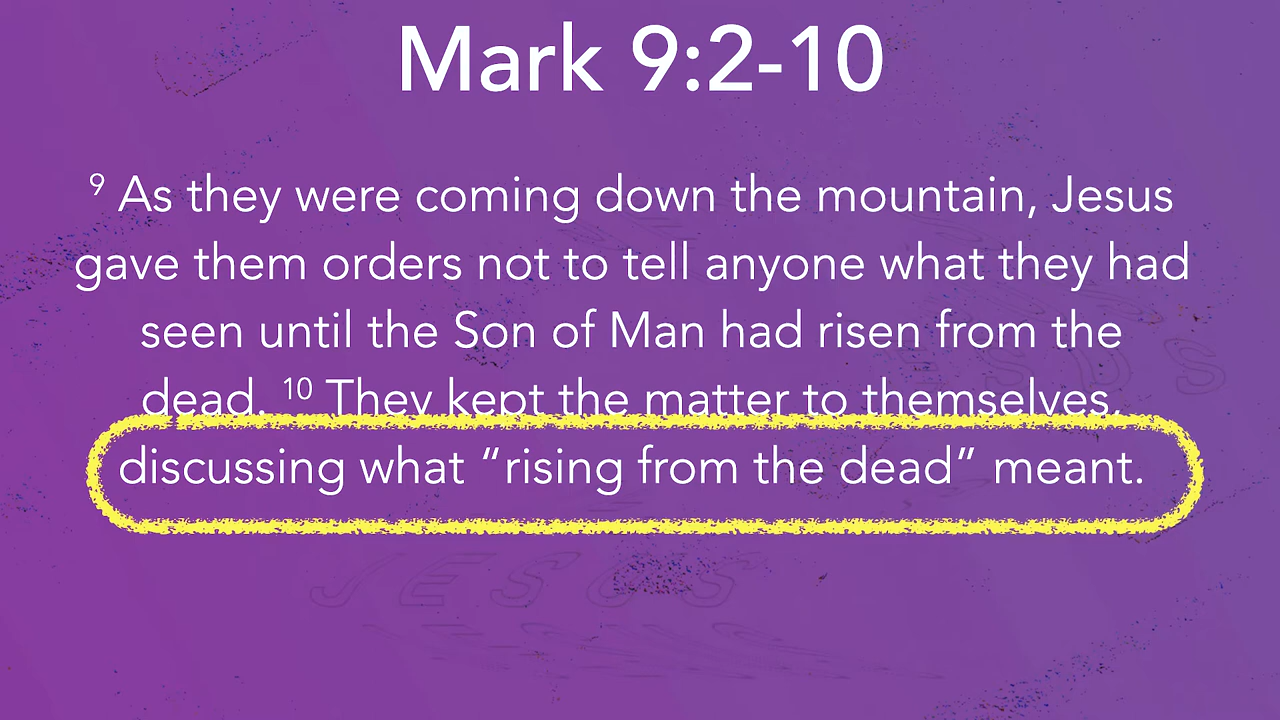 Mark 9:2-10
⁹ As they were coming down the mountain, Jesus
gave them orders not to tell anyone what they had
seen until the Son of Man had risen from the
dead. ¹⁰ They kept the matter to themselves,
discussing what “rising from the dead” meant.
JESUS